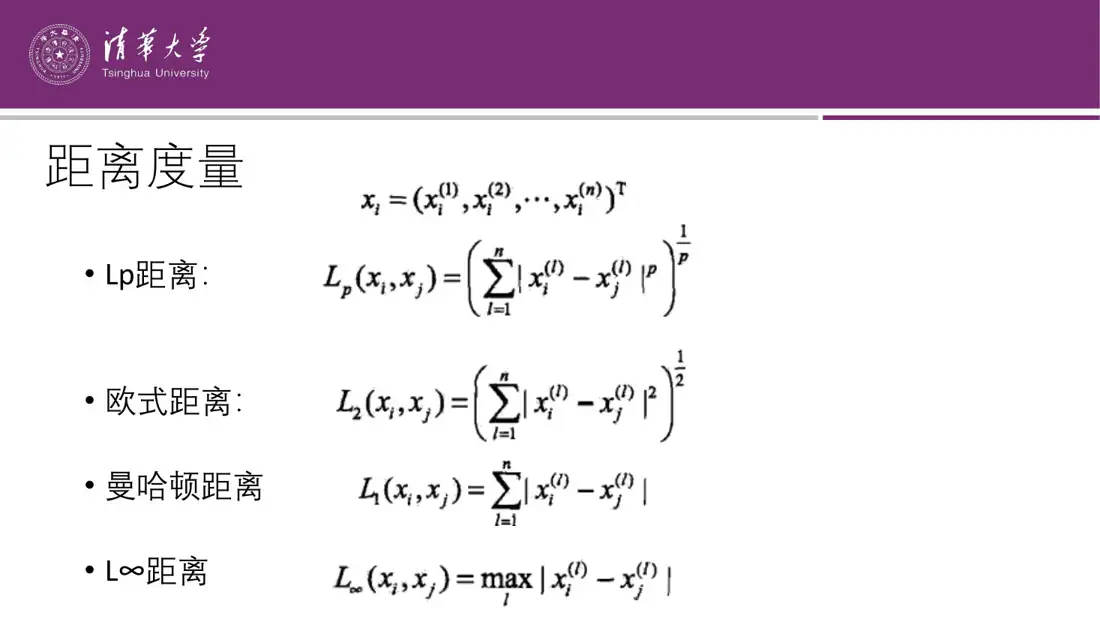 清华大学
Tsinghua University
距离度量
x_i = (x_i^{(1)}, x_i^{(2)}, ⋯, x_i^{(n)})^T
• Lp距离： L_p(x_i, x_j) = ( ∑_{l=1}^{n} | x_i^{(l)} − x_j^{(l)} |^p )^{1/p}
• 欧式距离： L_2(x_i, x_j) = ( ∑_{l=1}^{n} | x_i^{(l)} − x_j^{(l)} |^2 )^{1/2}
• 曼哈顿距离 L_1(x_i, x_j) = ∑_{l=1}^{n} | x_i^{(l)} − x_j^{(l)} |
• L∞距离 L_∞(x_i, x_j) = max_l | x_i^{(l)} − x_j^{(l)} |